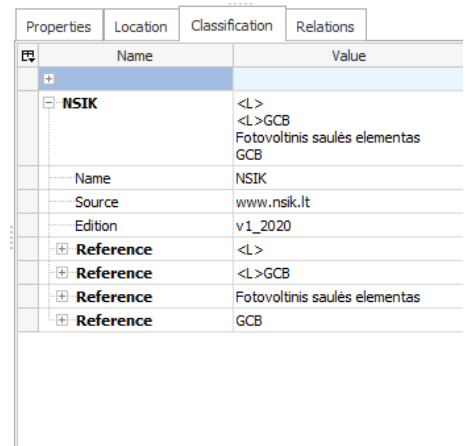 Properties Location Classification Relations
Name Value
NSIK <L>
<L>GCB
Fotovoltinis saulės elementas
GCB
Name NSIK
Source www.nsik.lt
Edition v1_2020
Reference <L>
Reference <L>GCB
Reference Fotovoltinis saulės elementas
Reference GCB